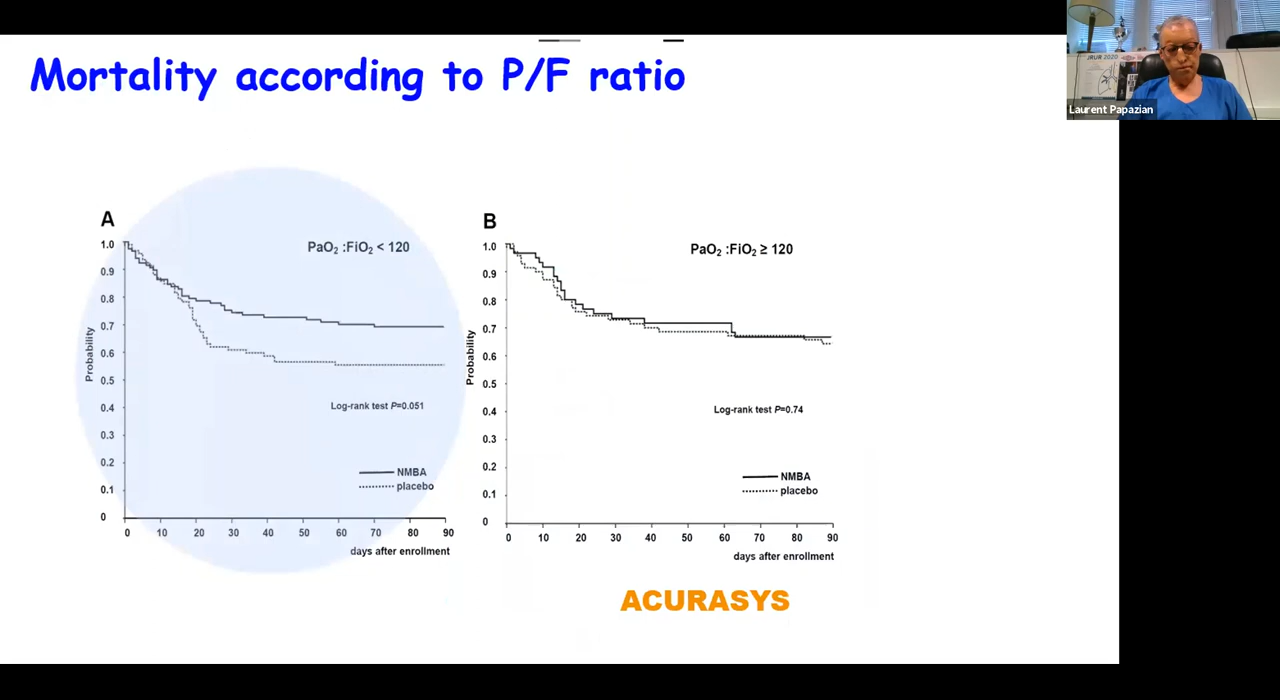 Mortality according to P/F ratio
JRUR 2020
Laurent Papazian
A
PaO₂ :FiO₂ < 120
1.0
0.9
0.8
0.7
0.6
0.5
0.4
0.3
0.2
0.1
0
Probability
Log-rank test P=0.051
NMBA
placebo
0 10 20 30 40 50 60 70 80 90
days after enrollment
B
PaO₂ :FiO₂ ≥ 120
1.0
0.9
0.8
0.7
0.6
0.5
0.4
0.3
0.2
0.1
0
Probability
Log-rank test P=0.74
NMBA
placebo
0 10 20 30 40 50 60 70 80 90
days after enrollment
ACURASYS